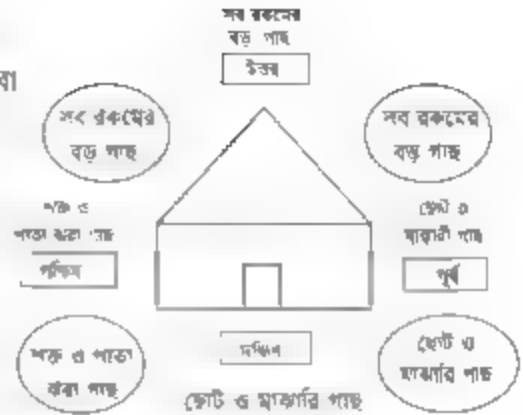 সব রকমের
বড় গাছ
উত্তর
বা
সব রকমের
বড় গাছ
সব রকমের
বড় গাছ
শক্ত ও
পাতা ঝরা গাছ
পশ্চিম
ছোট ও
মাঝারী গাছ
পূর্ব
শক্ত ও পাতা
ঝরা গাছ
দক্ষিণ
ছোট ও মাঝারি গাছ
ছোট ও
মাঝারি গাছ